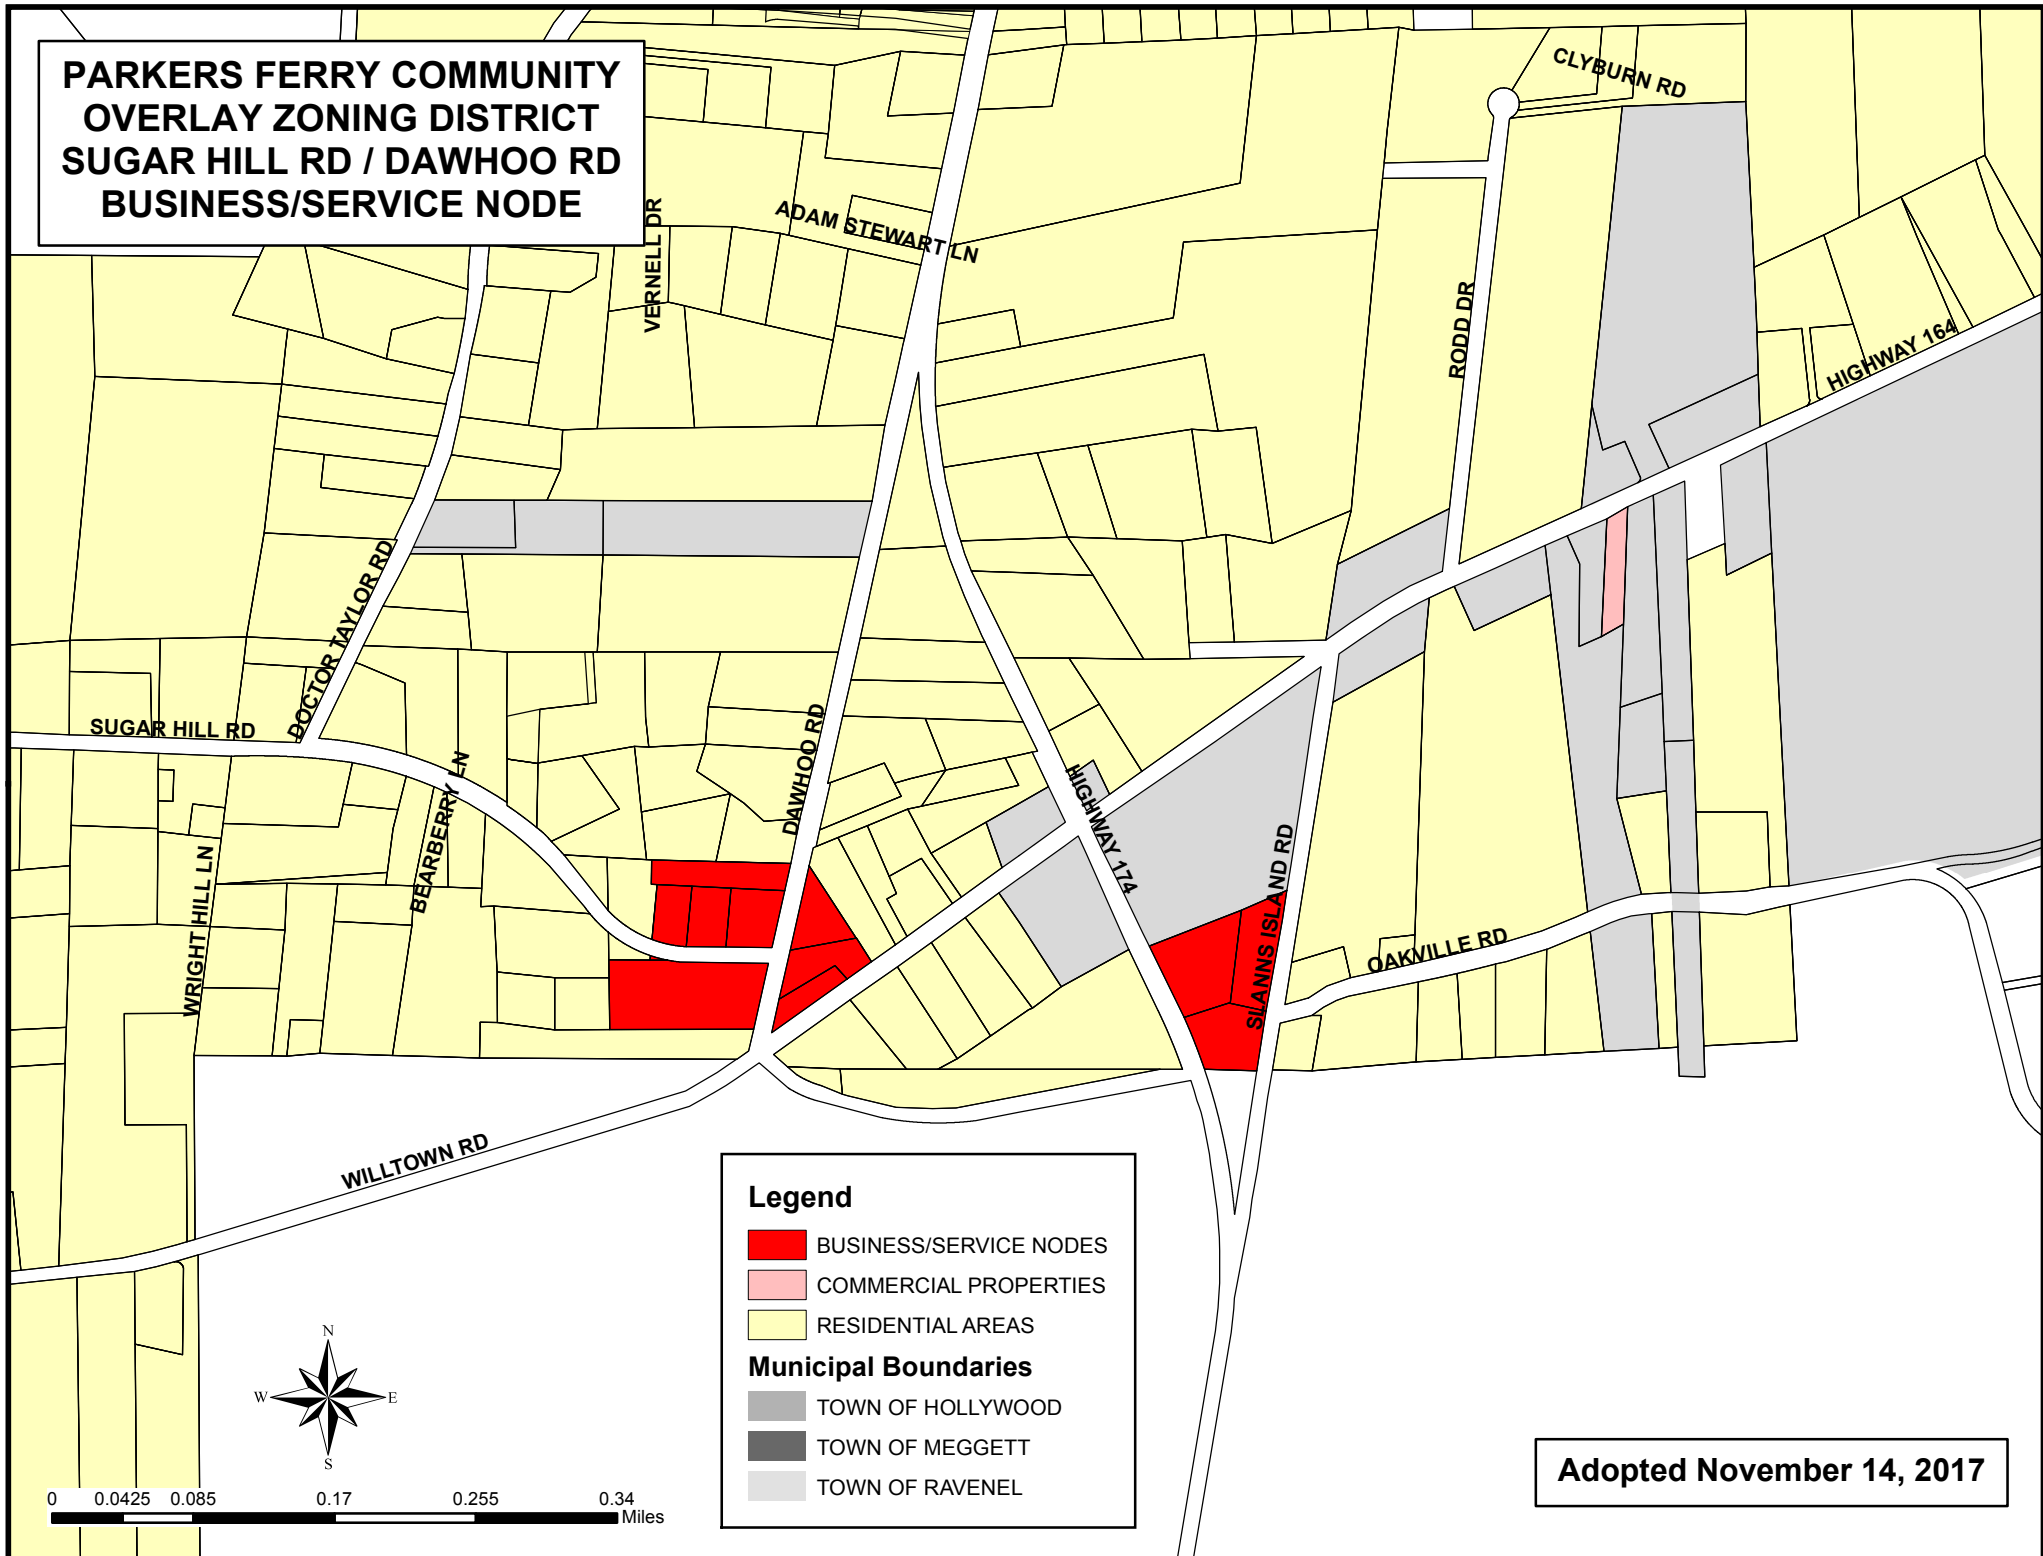 PARKERS FERRY COMMUNITY
OVERLAY ZONING DISTRICT
SUGAR HILL RD / DAWHOO RD
BUSINESS/SERVICE NODE
CLYBURN RD
VERNELL DR
ADAM STEWART LN
RODD DR
HIGHWAY 164
DOCTOR TAYLOR RD
SUGAR HILL RD
DAWHOO RD
BEARBERRY LN
HIGHWAY 174
WRIGHT HILL LN
SLANNS ISLAND RD
OAKVILLE RD
WILLTOWN RD
Legend
BUSINESS/SERVICE NODES
COMMERCIAL PROPERTIES
RESIDENTIAL AREAS
Municipal Boundaries
TOWN OF HOLLYWOOD
TOWN OF MEGGETT
TOWN OF RAVENEL
N
W
E
S
0 0.0425 0.085 0.17 0.255 0.34
Miles
Adopted November 14, 2017